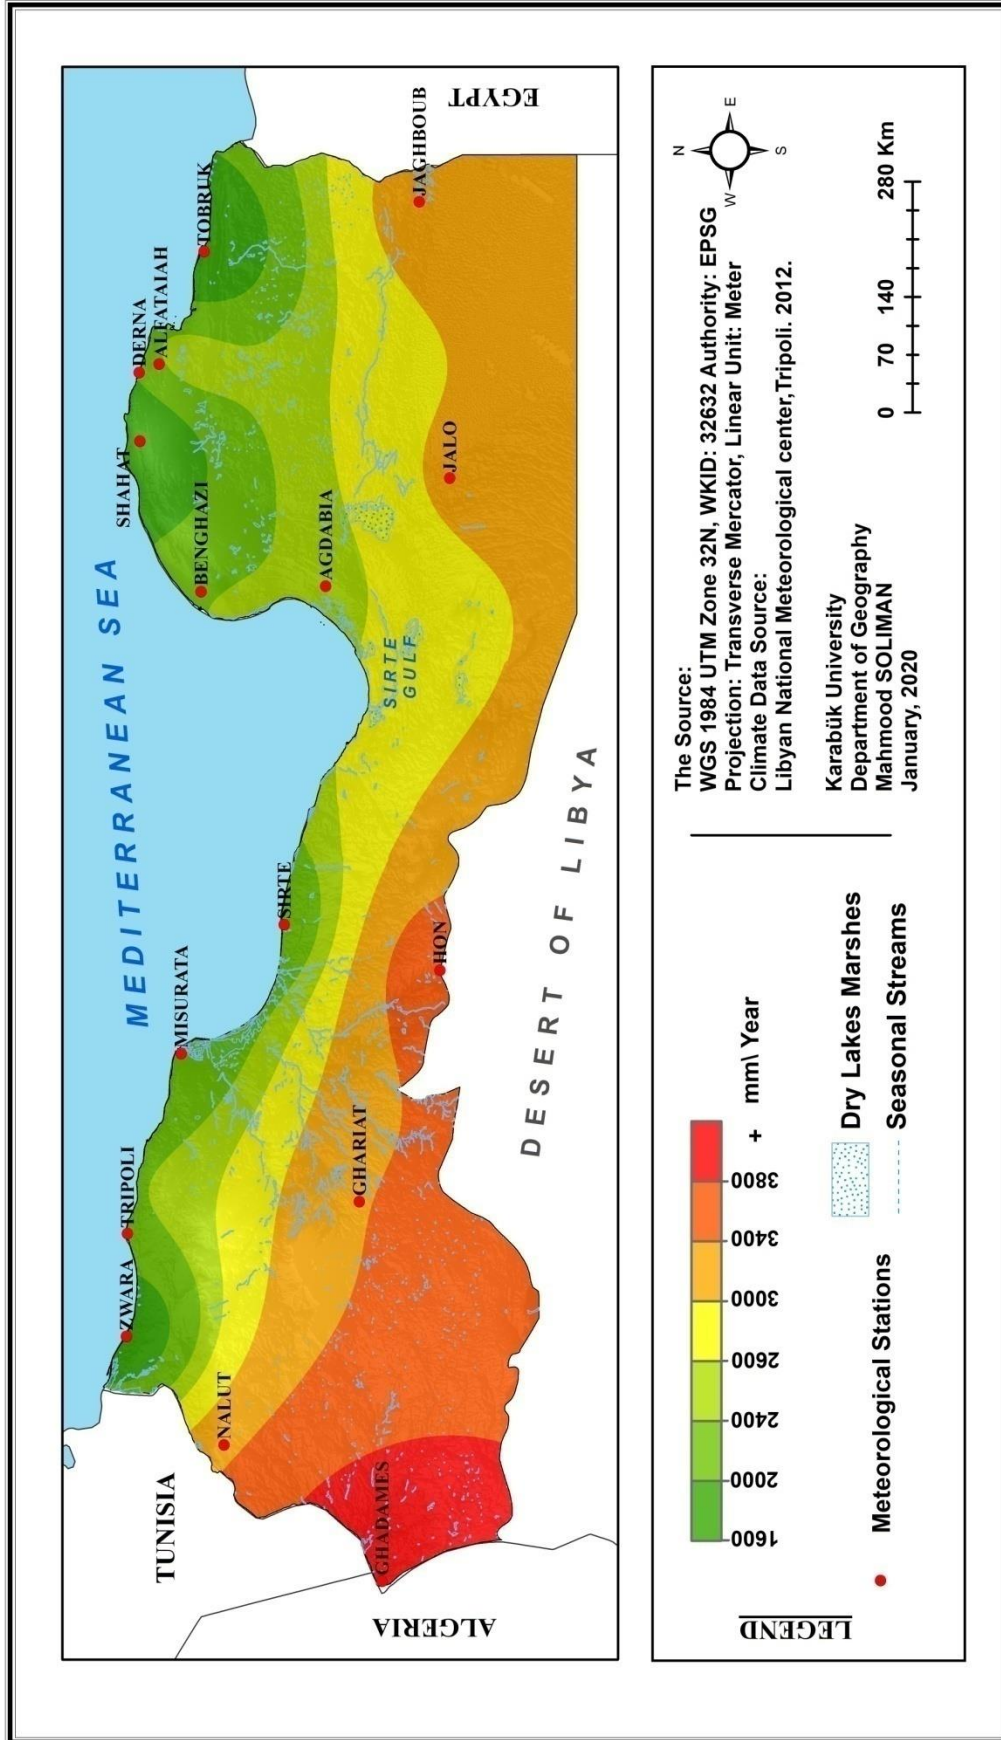 MEDITERRANEAN SEA
TUNISIA
ALGERIA
EGYPT
ZWARA
TRIPOLI
MISURATA
SIRTE
BENGHAZI
SHAHAT
DERNA
ALFATAIAH
TOBRUK
NALUT
GHADAMES
GHARIAT
HON
SIRTE
GULF
AGDABIA
JALO
JAGHBOUB
DESERT OF LIBYA
LEGEND
1600 2000 2400 2600 3000 3400 3800 + mm\ Year
Meteorological Stations
Dry Lakes Marshes
Seasonal Streams
The Source:
WGS 1984 UTM Zone 32N, WKID: 32632 Authority: EPSG
Projection: Transverse Mercator, Linear Unit: Meter
Climate Data Source:
Libyan National Meteorological center,Tripoli. 2012.
Karabük University
Department of Geography
Mahmood SOLIMAN
January, 2020
N
W E
S
0 70 140 280 Km